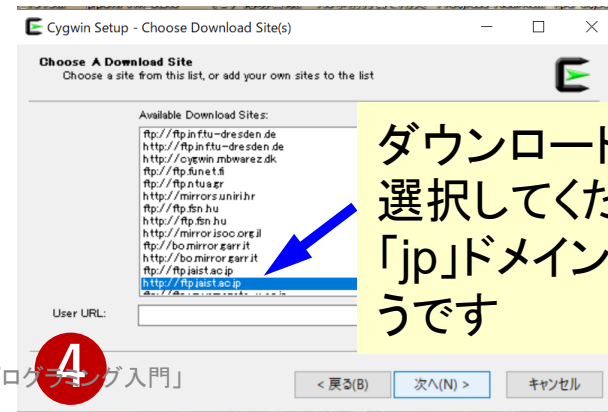 Cygwin Setup - Choose Download Site(s)
Choose A Download Site
Choose a site from this list, or add your own sites to the list
Available Download Sites:
ftp://ftp.inf.tu-dresden.de
http://ftp.inf.tu-dresden.de
http://cygwin.mbwarez.dk
ftp://ftp.funet.fi
ftp://ftp.ntua.gr
http://mirrors.uniri.hr
ftp://ftp.fsn.hu
http://ftp.fsn.hu
http://mirror.isoc.org.il
ftp://bo.mirror.garr.it
http://bo.mirror.garr.it
ftp://ftp.jaist.ac.jp
http://ftp.jaist.ac.jp
ダウンロード
選択してくだ
「jp」ドメイン
うです
User URL:
4
ログラミング入門」
< 戻る(B)
次へ(N) >
キャンセル